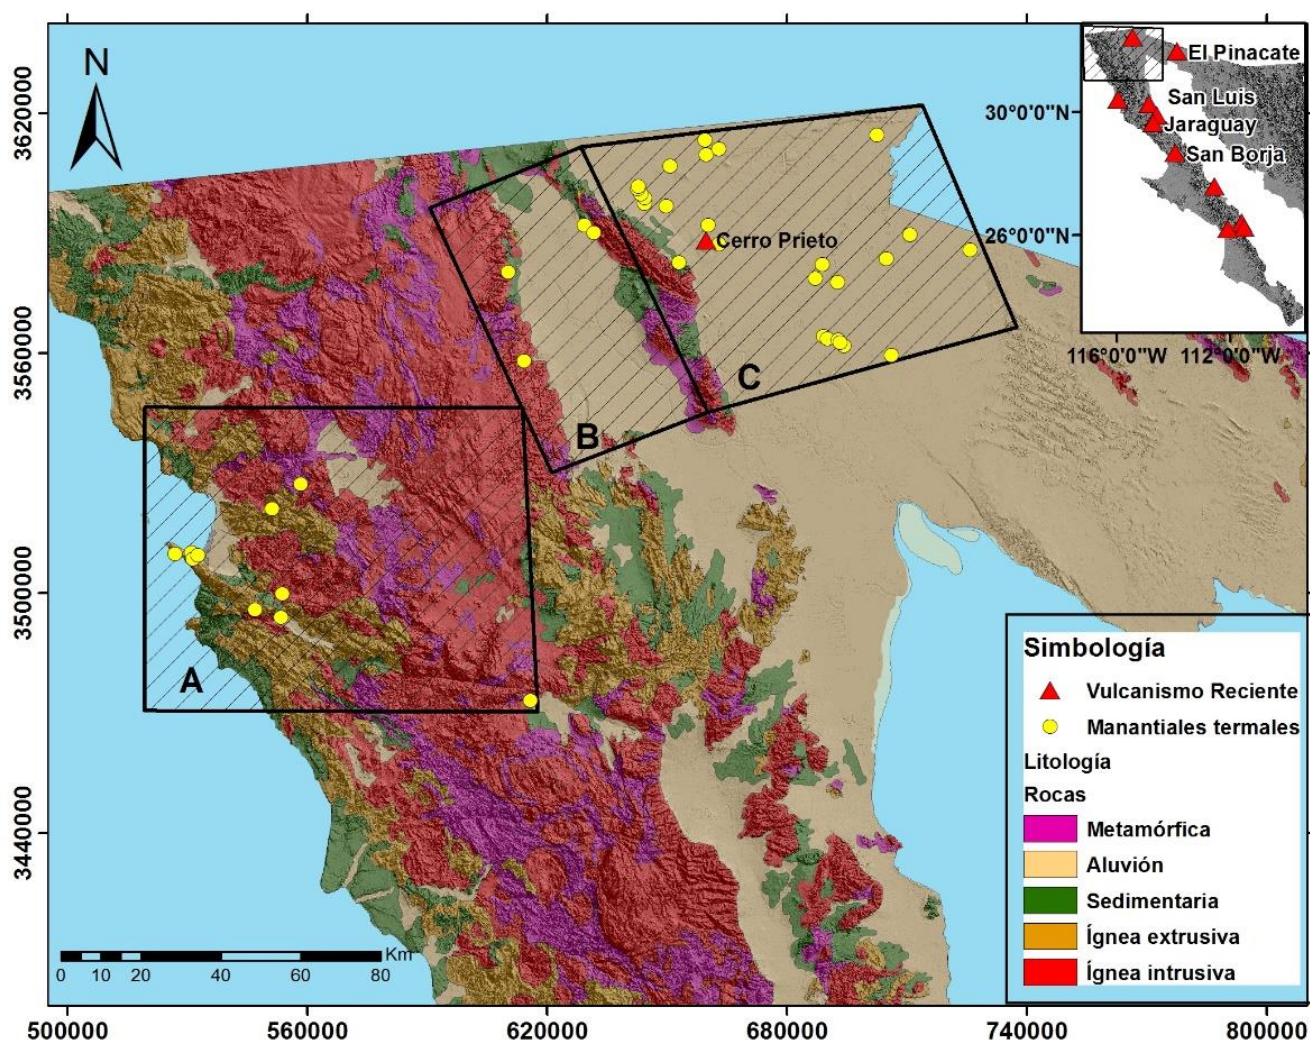 N
3620000
3560000
3500000
3440000
500000
560000
620000
680000
740000
800000
A
B
C
Cerro Prieto
Km
0 10 20 40 60 80
El Pinacate
San Luis
Jaraguay
San Borja
30°0'0"N
26°0'0"N
116°0'0"W
112°0'0"W
Simbología
Vulcanismo Reciente
Manantiales termales
Litología
Rocas
Metamórfica
Aluvión
Sedimentaria
Ígnea extrusiva
Ígnea intrusiva